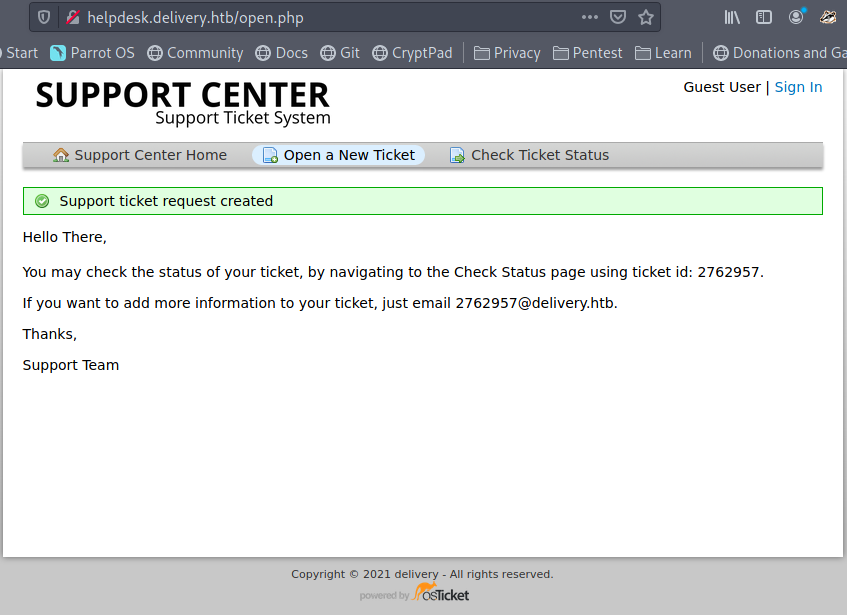 helpdesk.delivery.htb/open.php
Start Parrot OS Community Docs Git CryptPad Privacy Pentest Learn Donations and Ga
SUPPORT CENTER
Support Ticket System
Guest User | Sign In
Support Center Home Open a New Ticket Check Ticket Status
Support ticket request created
Hello There,
You may check the status of your ticket, by navigating to the Check Status page using ticket id: 2762957.
If you want to add more information to your ticket, just email 2762957@delivery.htb.
Thanks,
Support Team
Copyright © 2021 delivery - All rights reserved.
powered by osTicket